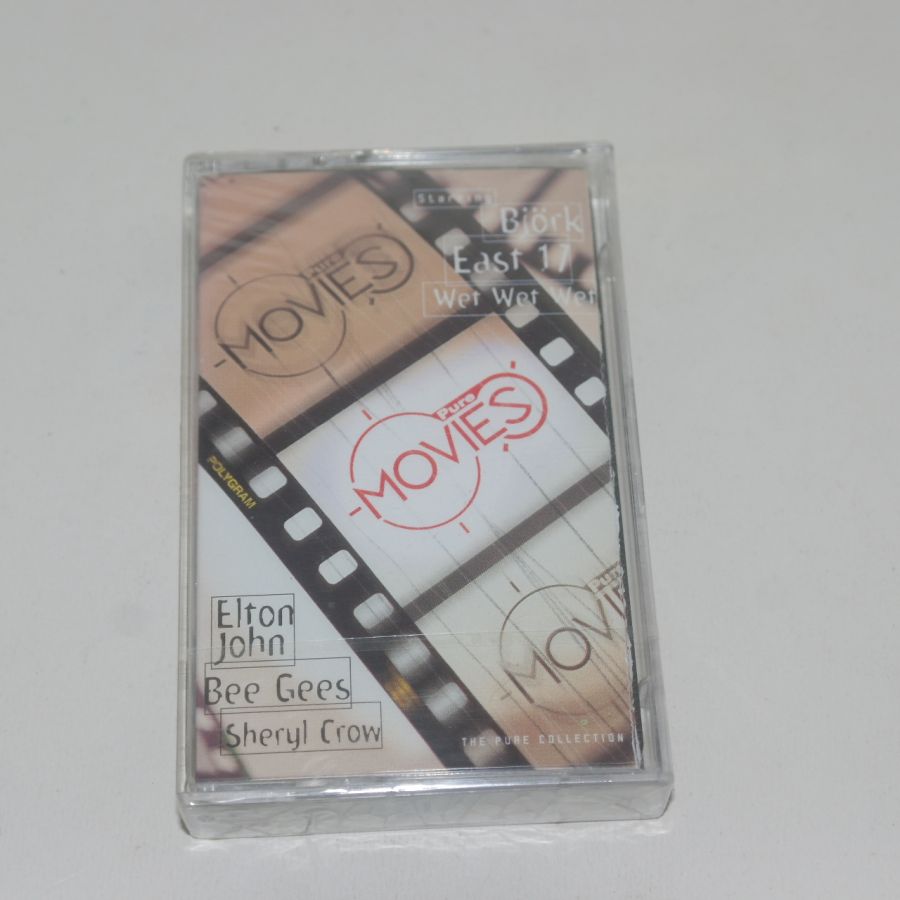 Starring
Björk
East 17
Wet Wet Wet
Pure
MOVIES
Pure
MOVIES
POLYGRAM
Pure
MOVIES
Elton
John
Bee Gees
Sheryl Crow
THE PURE COLLECTION